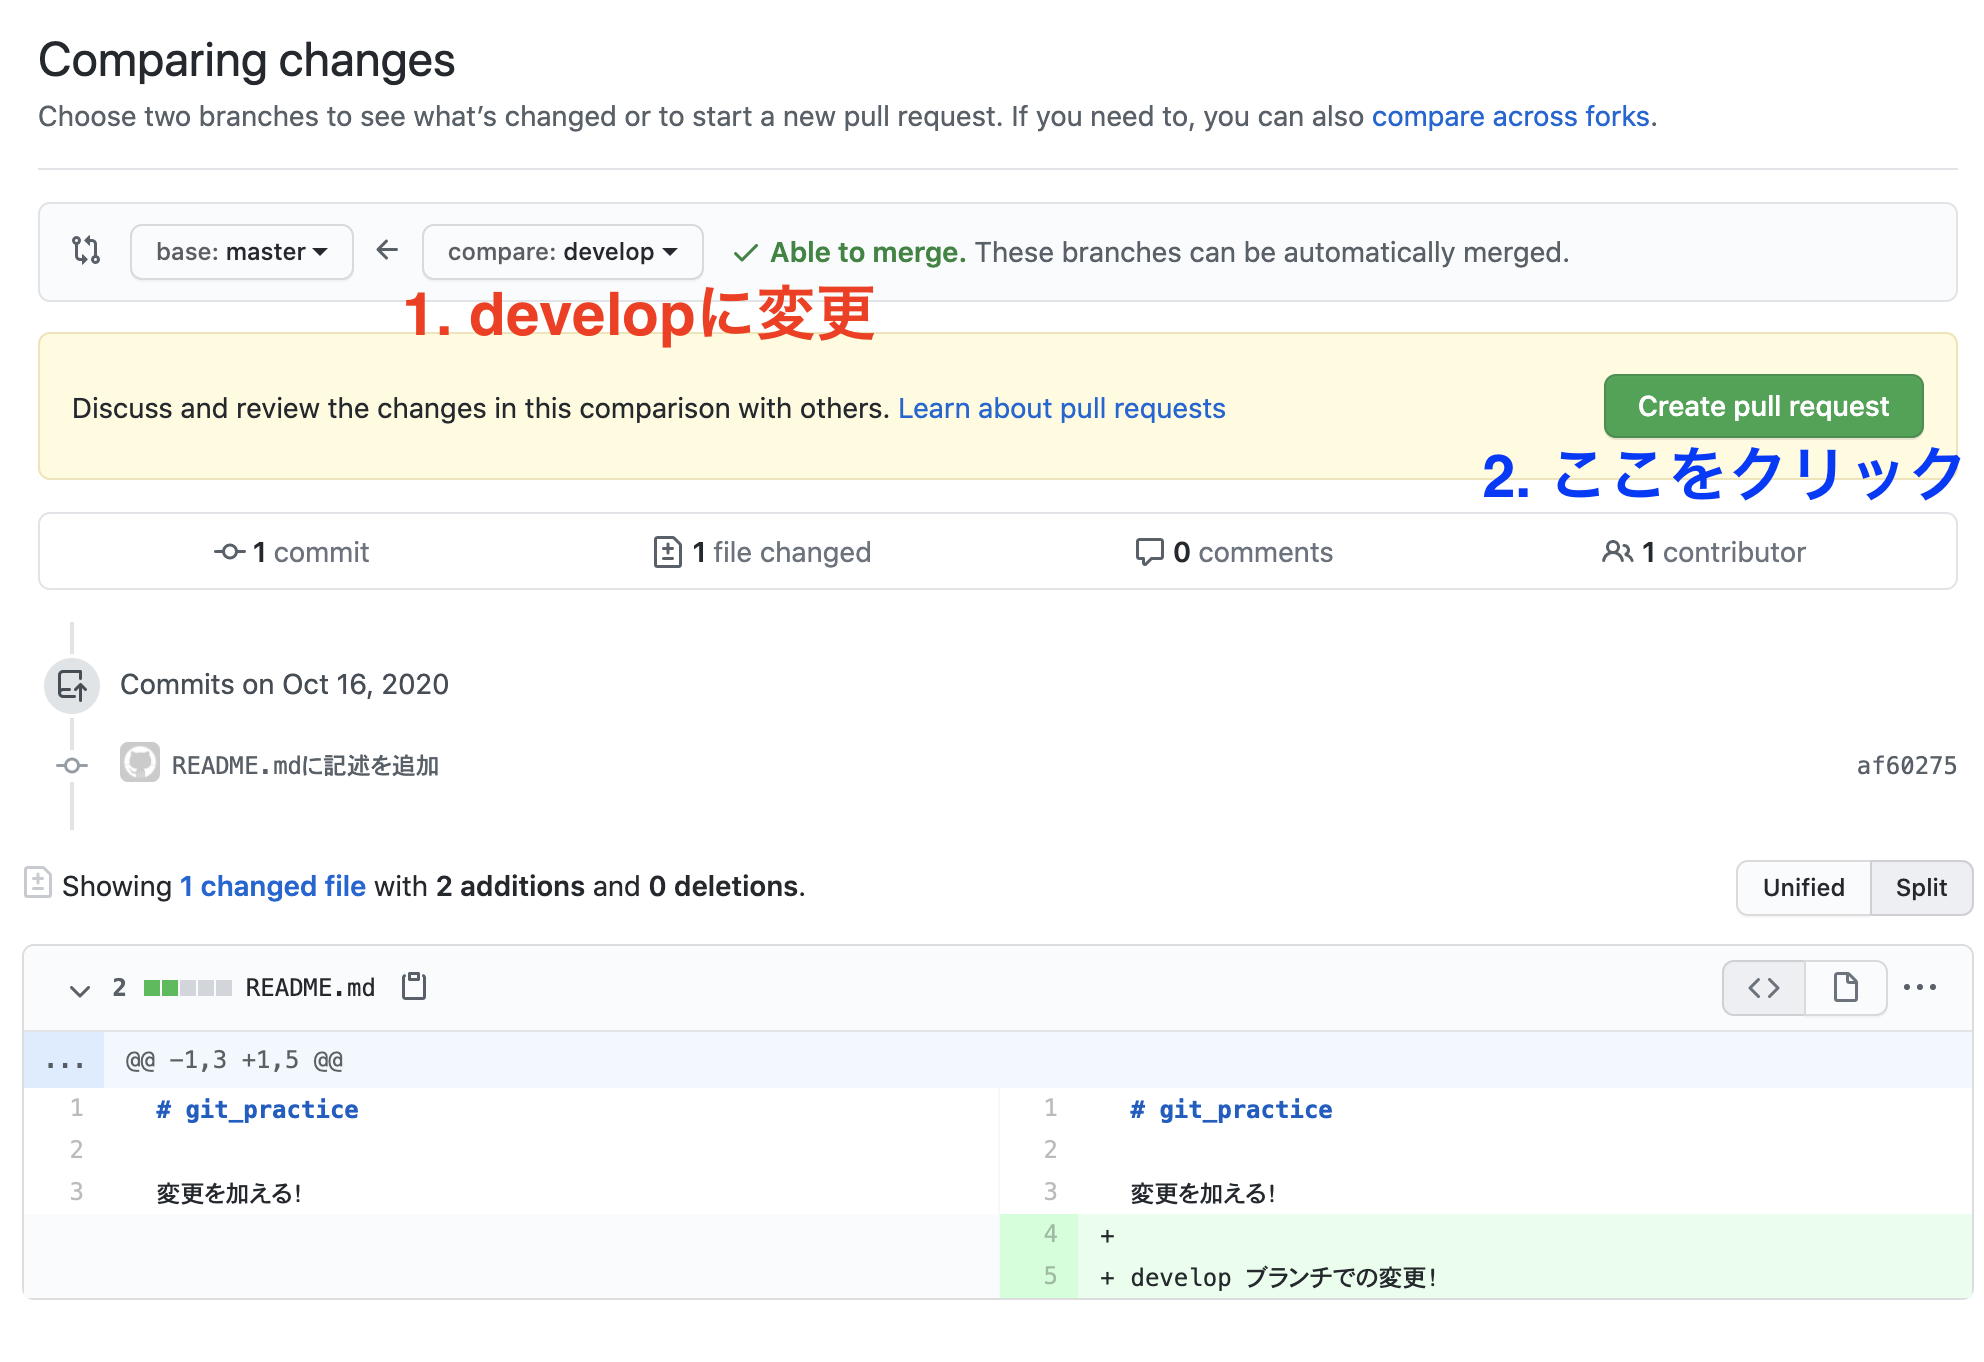 Comparing changes
Choose two branches to see what’s changed or to start a new pull request. If you need to, you can also compare across forks.
base: master compare: develop Able to merge. These branches can be automatically merged.
1. developに変更
Discuss and review the changes in this comparison with others. Learn about pull requests Create pull request
2. ここをクリック
1 commit 1 file changed 0 comments 1 contributor
Commits on Oct 16, 2020
README.mdに記述を追加 af60275
Showing 1 changed file with 2 additions and 0 deletions. Unified Split
2 README.md
... @@ -1,3 +1,5 @@
1 # git_practice 1 # git_practice
2 2
3 変更を加える! 3 変更を加える!
4 +
5 + develop ブランチでの変更!